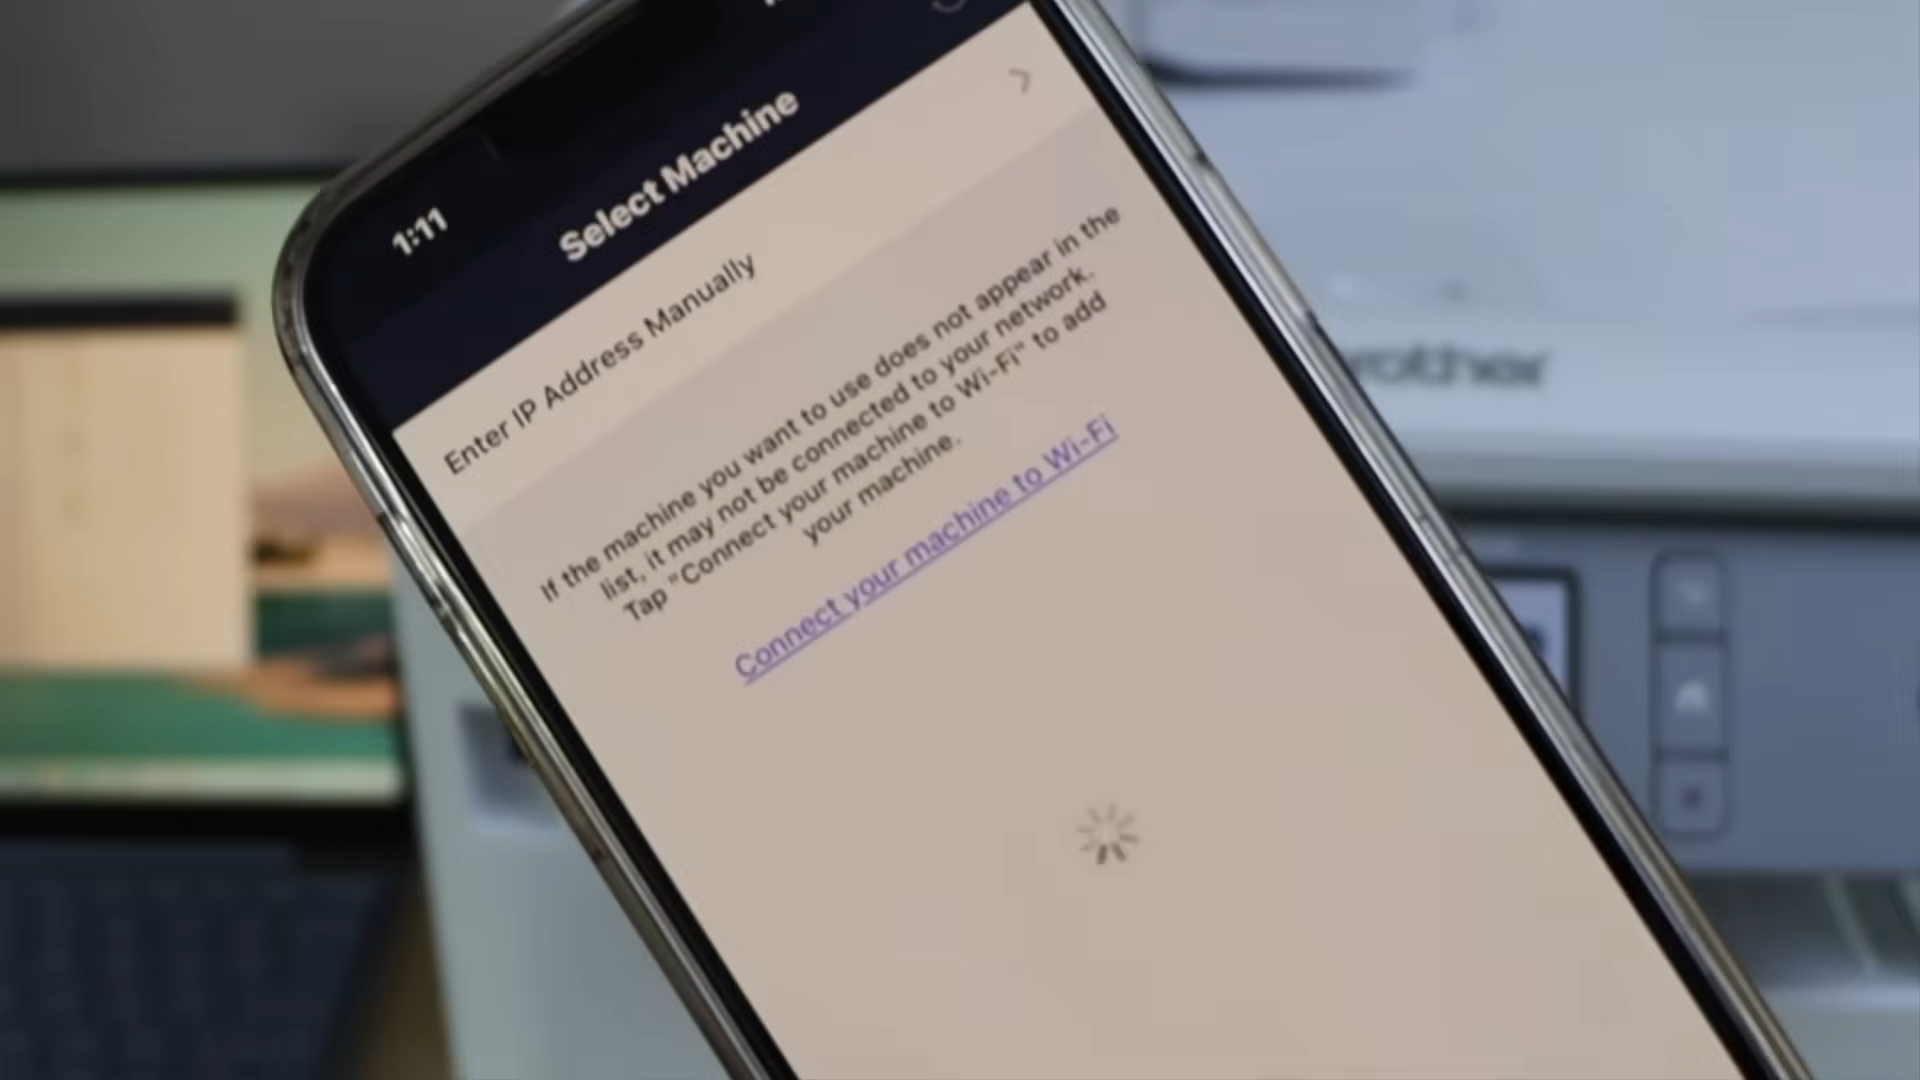 1:11
Select Machine
Enter IP Address Manually
If the machine you want to use does not appear in the
list, it may not be connected to your network.
Tap "Connect your machine to Wi-Fi" to add
your machine.
Connect your machine to Wi-Fi
brother